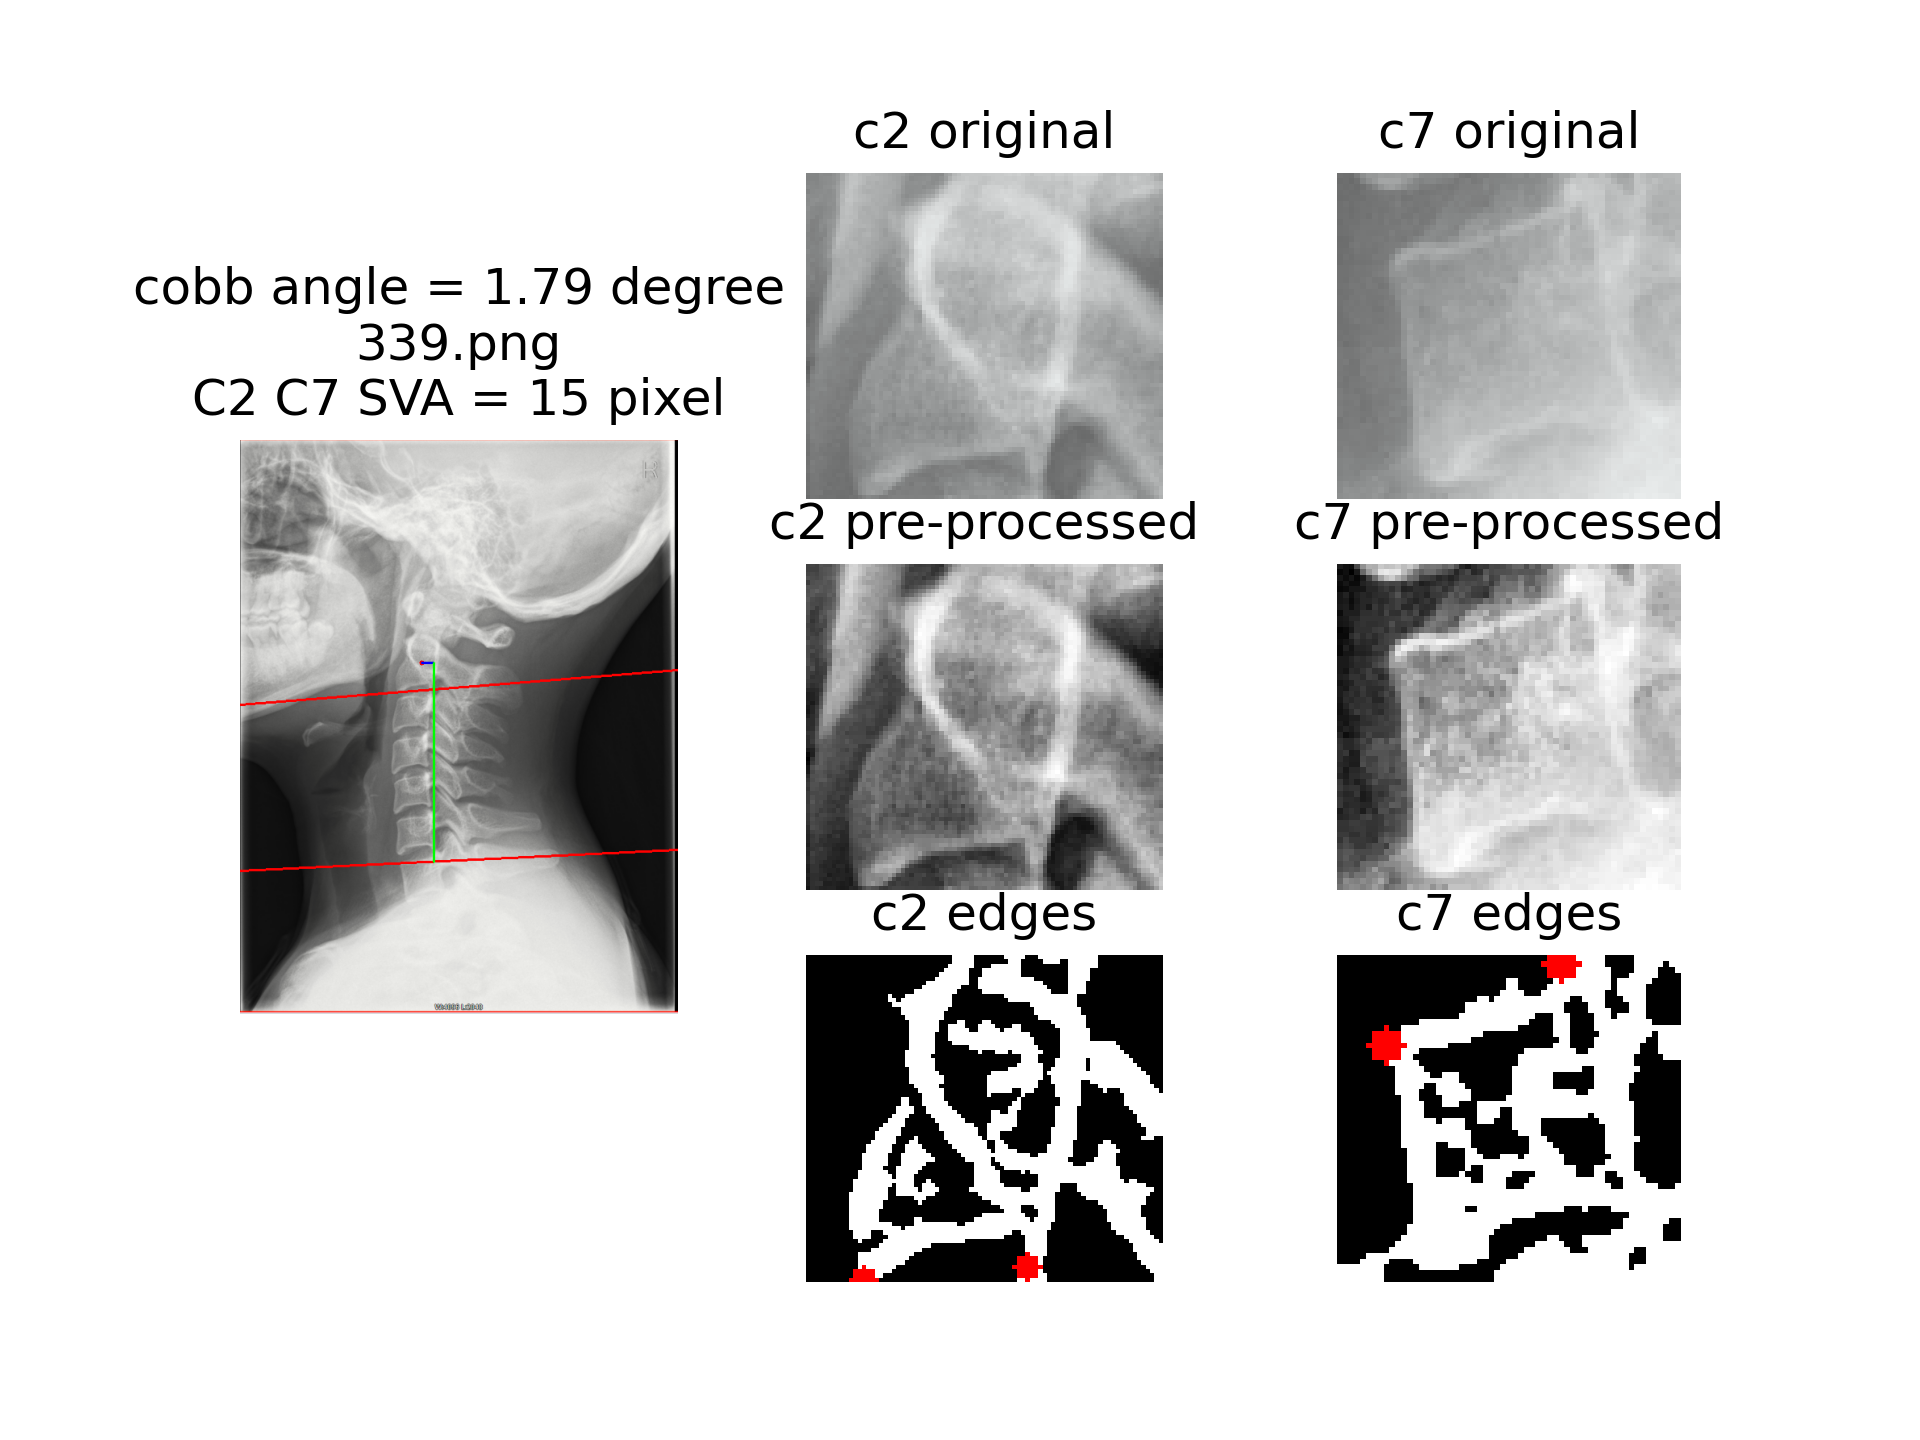 cobb angle = 1.79 degree
339.png
C2 C7 SVA = 15 pixel
c2 original
c7 original
c2 pre-processed
c7 pre-processed
c2 edges
c7 edges